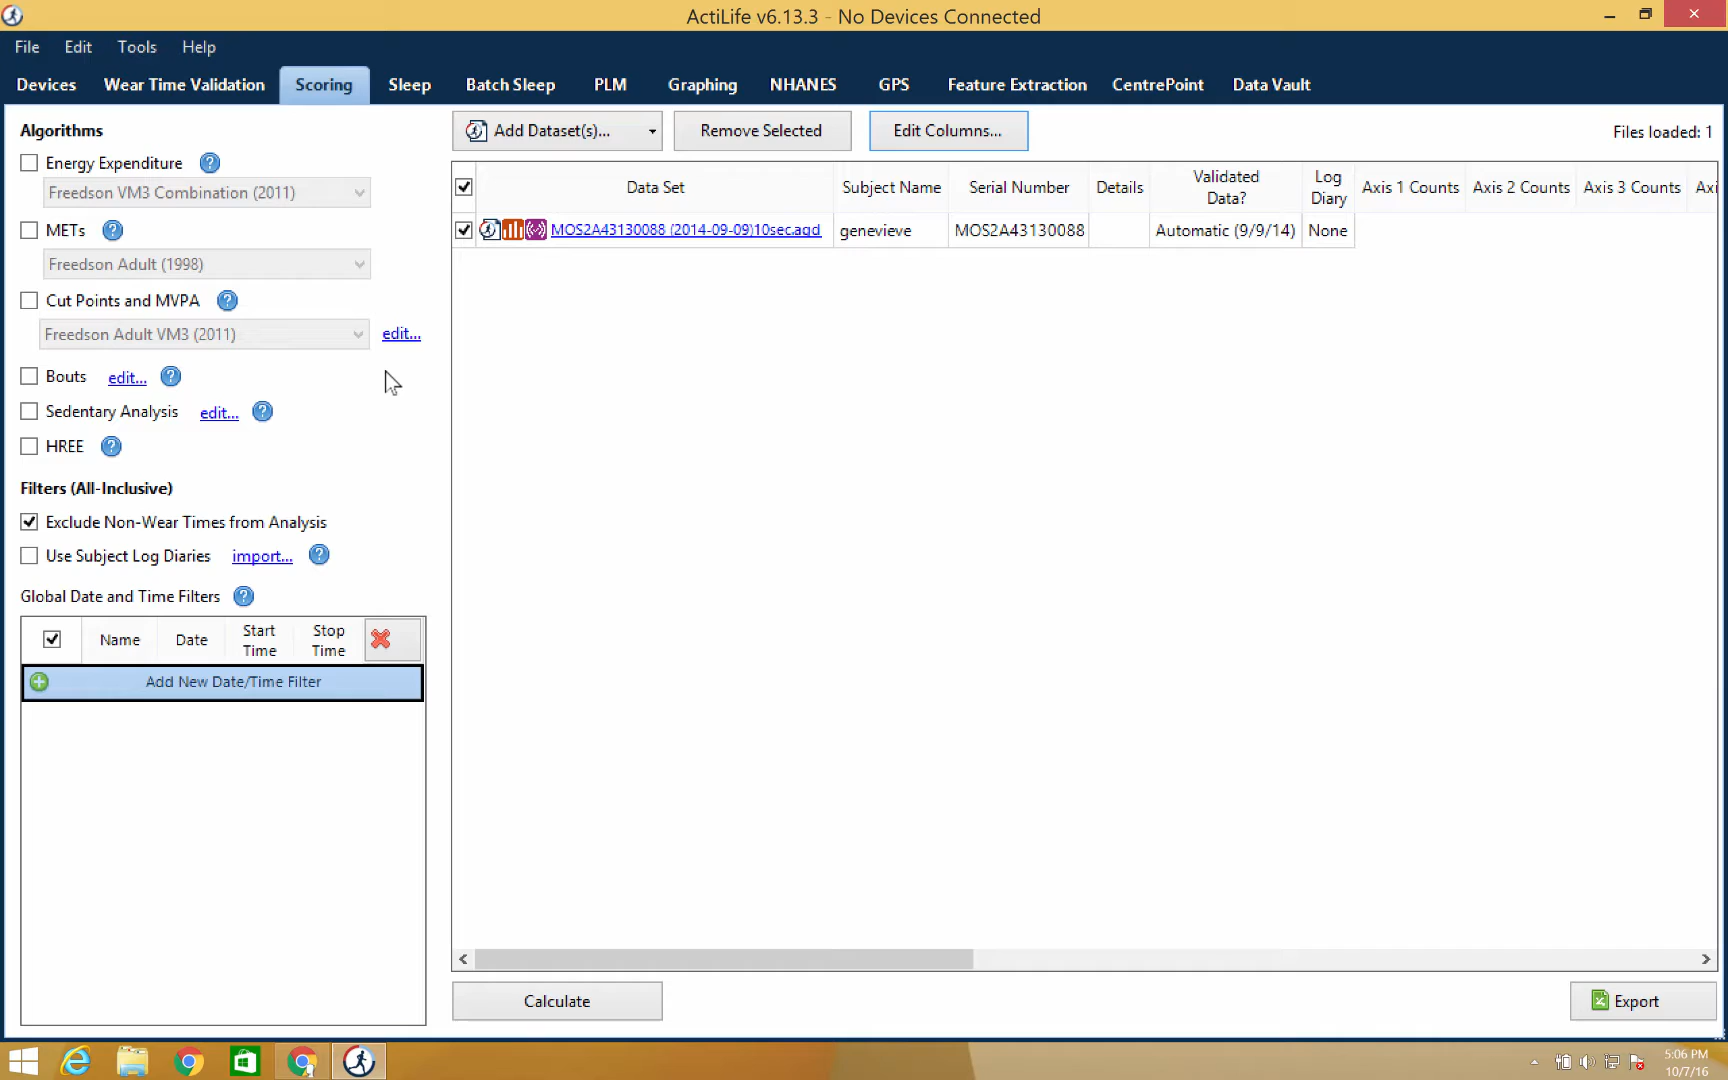 ActiLife v6.13.3 - No Devices Connected
File Edit Tools Help
Devices Wear Time Validation Scoring Sleep Batch Sleep PLM Graphing NHANES GPS Feature Extraction CentrePoint Data Vault
Algorithms
Energy Expenditure
Freedson VM3 Combination (2011)
METs
Freedson Adult (1998)
Cut Points and MVPA
Freedson Adult VM3 (2011) edit...
Bouts edit...
Sedentary Analysis edit...
HREE
Filters (All-Inclusive)
Exclude Non-Wear Times from Analysis
Use Subject Log Diaries import...
Global Date and Time Filters
Name Date Start Time Stop Time
Add New Date/Time Filter
Add Dataset(s)... Remove Selected Edit Columns... Files loaded: 1
Data Set Subject Name Serial Number Details Validated Data? Log Diary Axis 1 Counts Axis 2 Counts Axis 3 Counts Axi
MOS2A43130088 (2014-09-09)10sec.agd genevieve MOS2A43130088 Automatic (9/9/14) None
Calculate Export
5:06 PM
10/7/16